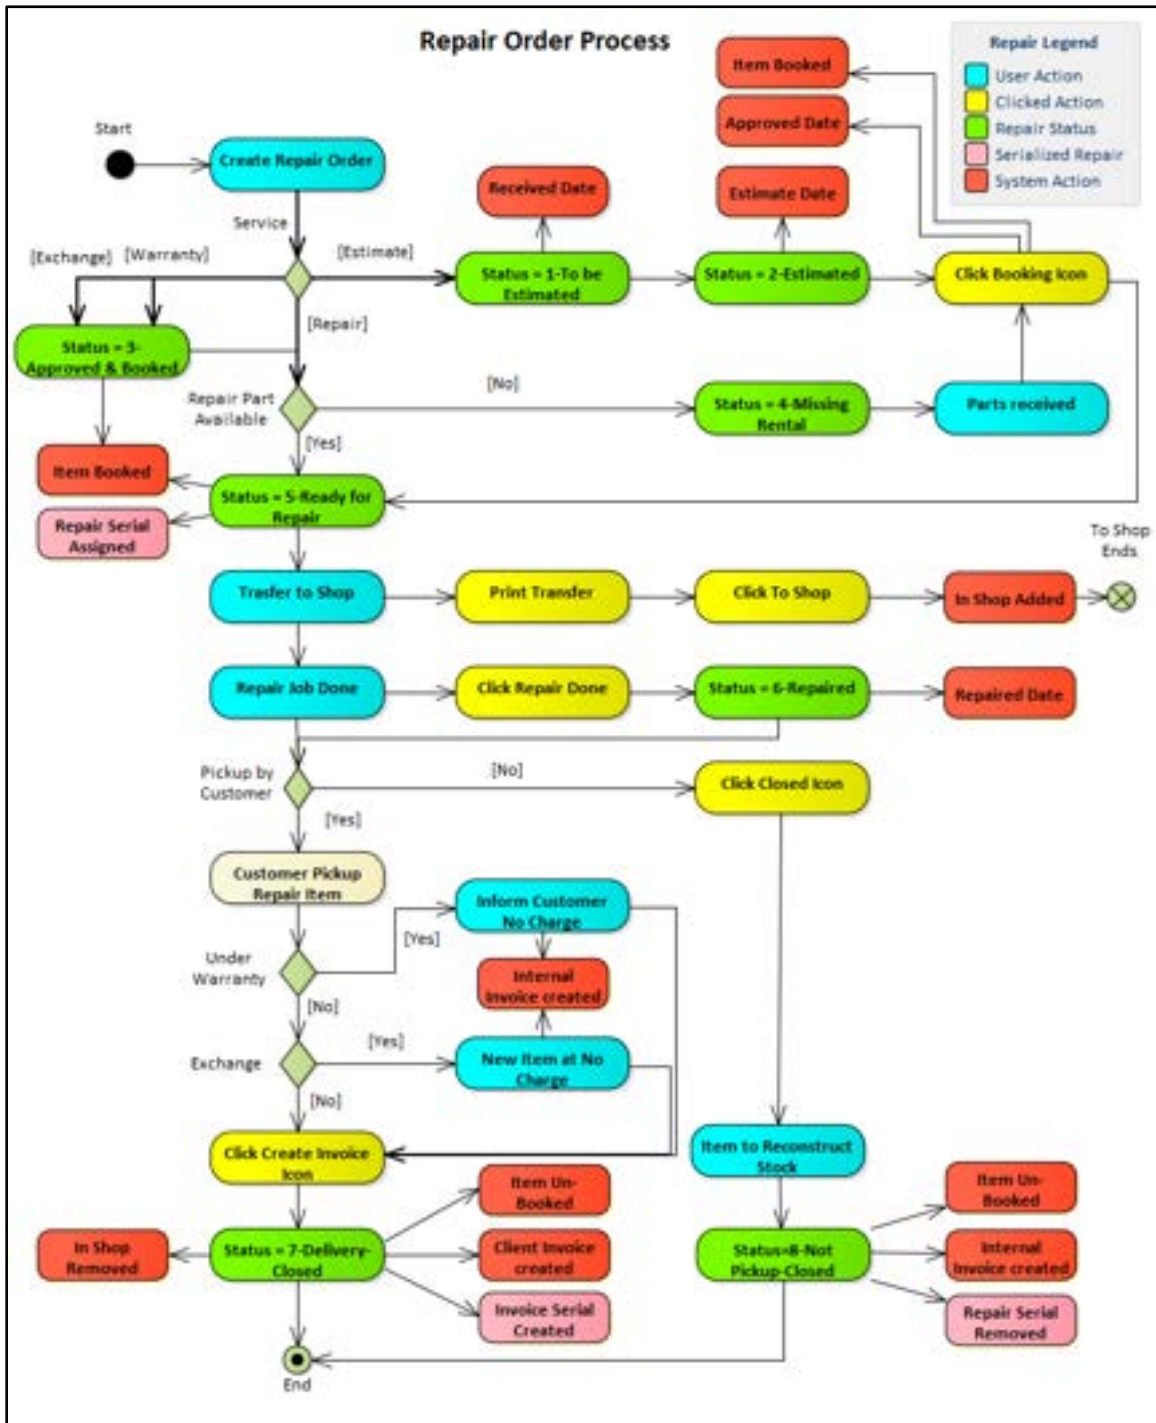 Repair Order Process
Repair Legend
User Action
Clicked Action
Repair Status
Serialized Repair
System Action
Item Booked
Approved Date
Start
Create Repair Order
Received Date
Estimate Date
Service
[Exchange]
[Warranty]
[Estimate]
Status = 1-To be
Estimated
Status = 2-Estimated
Click Booking Icon
[Repair]
Status = 3-
Approved & Booked
Repair Part
Available
[No]
Status = 4-Missing
Rental
Parts received
[Yes]
Item Booked
Status = 5-Ready for
Repair
Repair Serial
Assigned
To Shop
Ends
Trasfer to Shop
Print Transfer
Click To Shop
In Shop Added
Repair Job Done
Click Repair Done
Status = 6-Repaired
Repaired Date
Pickup by
Customer
[No]
Click Closed Icon
[Yes]
Customer Pickup
Repair Item
Inform Customer
No Charge
[Yes]
Under
Warranty
Internal
Invoice created
[No]
Exchange
[Yes]
New Item at No
Charge
[No]
Click Create Invoice
Icon
Item to Reconstruct
Stock
Item Un-
Booked
Item Un-
Booked
In Shop
Removed
Status = 7-Delivery-
Closed
Client Invoice
created
Status=8-Not
Pickup-Closed
Internal
Invoice created
Invoice Serial
Created
Repair Serial
Removed
End